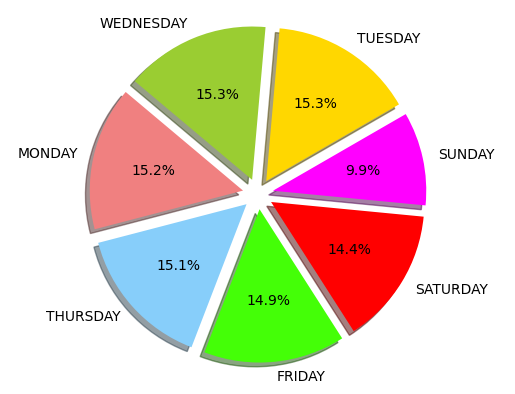 WEDNESDAY
TUESDAY
15.3%
15.3%
MONDAY
15.2%
9.9%
SUNDAY
15.1%
14.4%
THURSDAY
14.9%
SATURDAY
FRIDAY